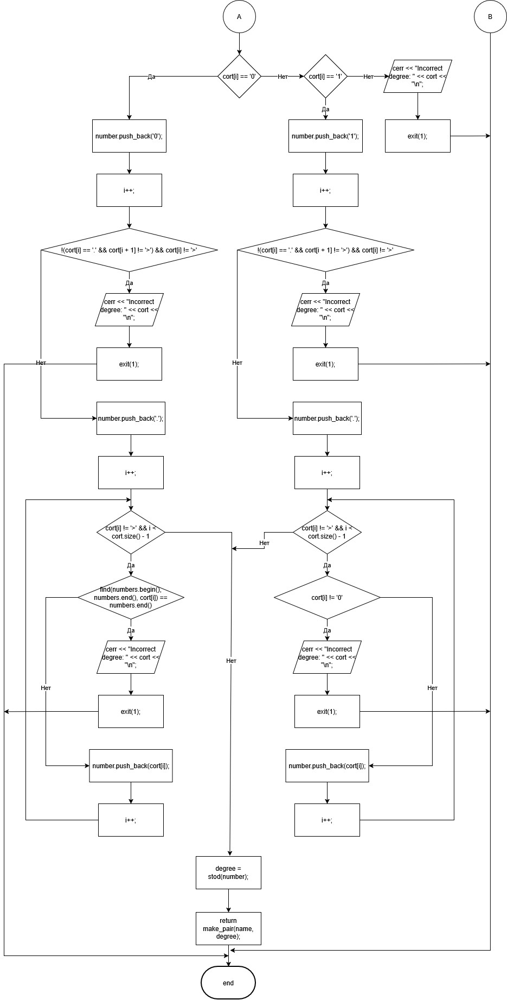 A
B
cort[i] == '0'
cort[i] == '1'
Да
Нет
Нет
cerr << "Incorrect
degree: " << cort <<
"\n";
Да
number.push_back('0');
number.push_back('1');
exit(1);
i++;
i++;
!(cort[i] == '.' && cort[i + 1] != '>') && cort[i] != '>'
!(cort[i] == '.' && cort[i + 1] != '>') && cort[i] != '>'
Да
Да
cerr << "Incorrect
degree: " << cort <<
"\n";
cerr << "Incorrect
degree: " << cort <<
"\n";
Нет
exit(1);
Нет
exit(1);
number.push_back('.');
number.push_back('.');
i++;
i++;
cort[i] != '>' && i <
cort.size() - 1
cort[i] != '>' && i <
cort.size() - 1
Нет
Да
Да
find(numbers.begin(),
numbers.end(), cort[i]) ==
numbers.end()
cort[i] != '0'
Да
Да
cerr << "Incorrect
degree: " << cort <<
"\n";
Нет
cerr << "Incorrect
degree: " << cort <<
"\n";
Нет
Нет
exit(1);
exit(1);
number.push_back(cort[i]);
number.push_back(cort[i]);
i++;
i++;
degree =
stod(number);
return
make_pair(name,
degree);
end